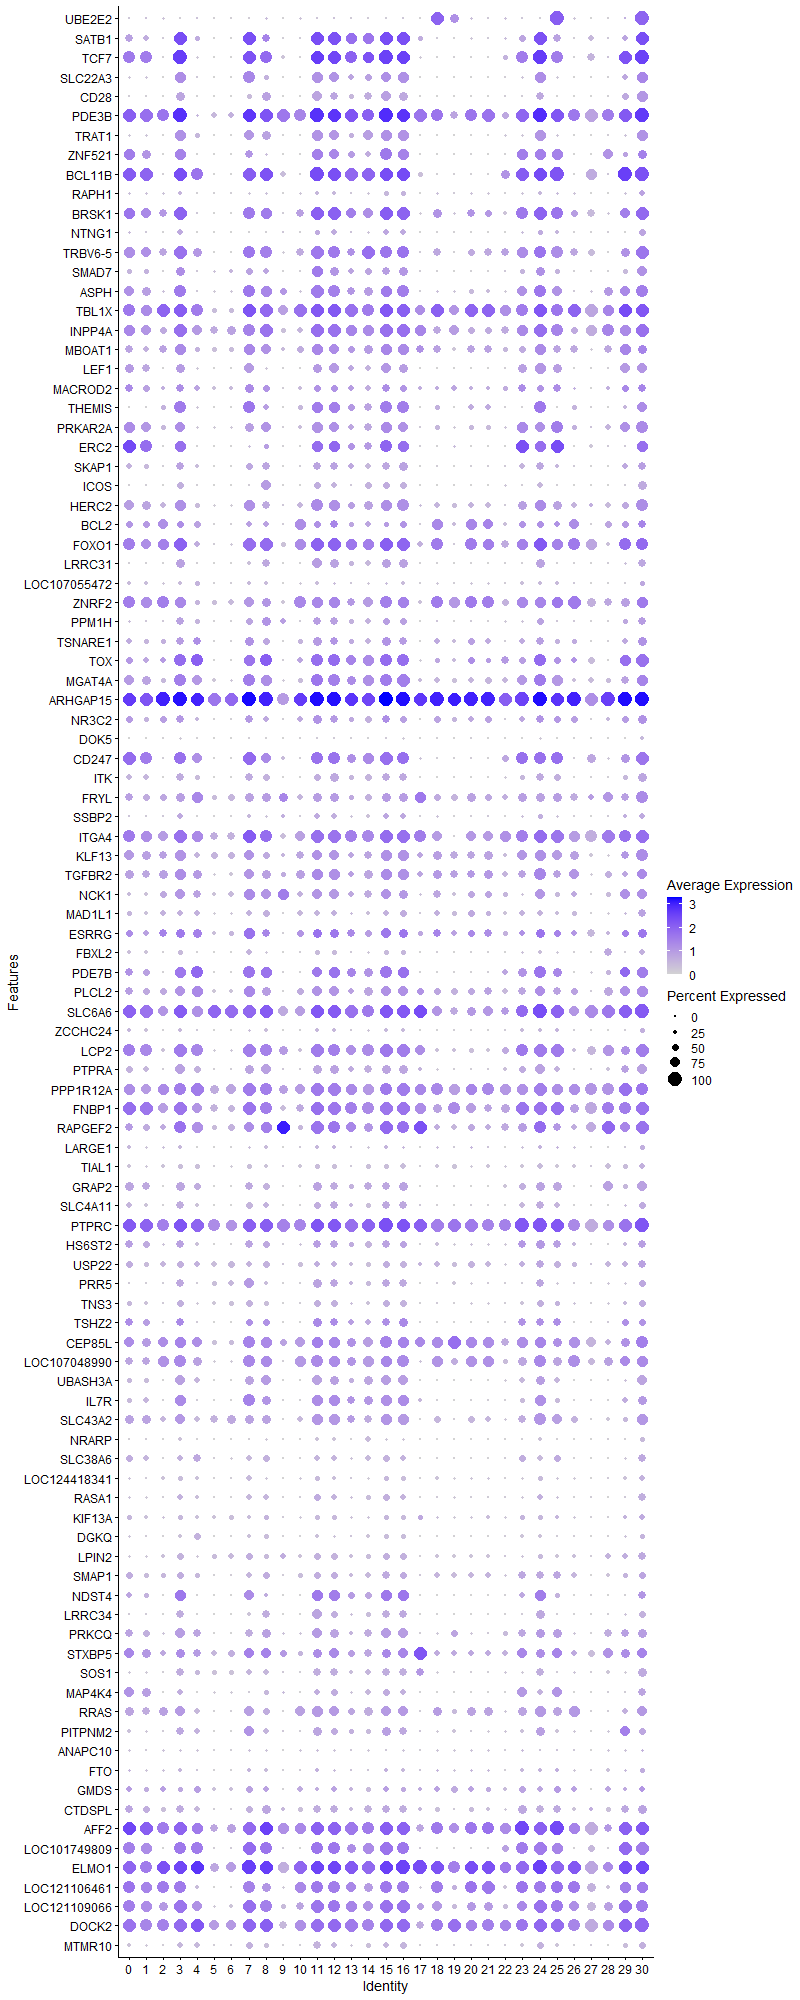 UBE2E2
SATB1
TCF7
SLC22A3
CD28
PDE3B
TRAT1
ZNF521
BCL11B
RAPH1
BRSK1
NTNG1
TRBV6-5
SMAD7
ASPH
TBL1X
INPP4A
MBOAT1
LEF1
MACROD2
THEMIS
PRKAR2A
ERC2
SKAP1
ICOS
HERC2
BCL2
FOXO1
LRRC31
LOC107055472
ZNRF2
PPM1H
TSNARE1
TOX
MGAT4A
ARHGAP15
NR3C2
DOK5
CD247
ITK
FRYL
SSBP2
ITGA4
KLF13
TGFBR2
NCK1
MAD1L1
ESRRG
FBXL2
PDE7B
PLCL2
SLC6A6
ZCCHC24
LCP2
PTPRA
PPP1R12A
FNBP1
RAPGEF2
LARGE1
TIAL1
GRAP2
SLC4A11
PTPRC
HS6ST2
USP22
PRR5
TNS3
TSHZ2
CEP85L
LOC107048990
UBASH3A
IL7R
SLC43A2
NRARP
SLC38A6
LOC124418341
RASA1
KIF13A
DGKQ
LPIN2
SMAP1
NDST4
LRRC34
PRKCQ
STXBP5
SOS1
MAP4K4
RRAS
PITPNM2
ANAPC10
FTO
GMDS
CTDSPL
AFF2
LOC101749809
ELMO1
LOC121106461
LOC121109066
DOCK2
MTMR10
0 1 2 3 4 5 6 7 8 9 10 11 12 13 14 15 16 17 18 19 20 21 22 23 24 25 26 27 28 29 30
Identity
Features
Average Expression
3
2
1
0
Percent Expressed
0
25
50
75
100